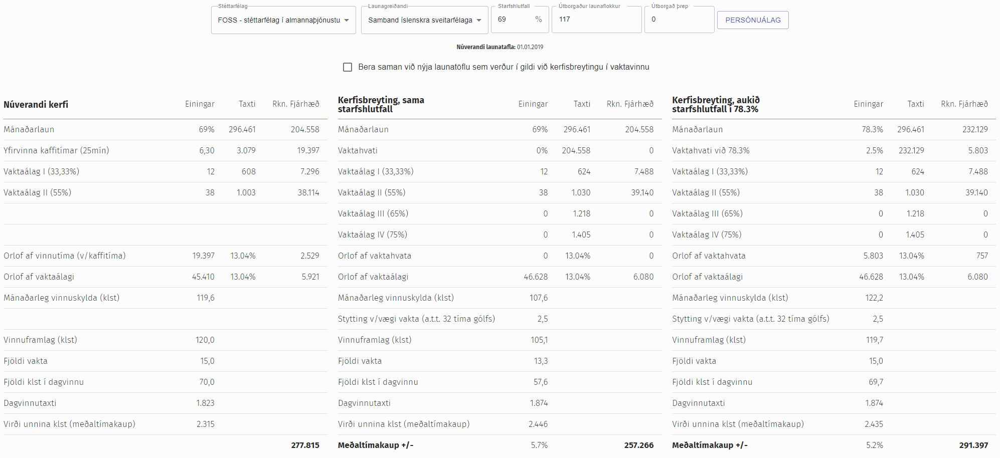 Stéttarfélag Launagreiðandi Starfshlutfall Útborgaður launaflokkur Útborgað þrep
FOSS - stéttarfélag í almannaþjónustu Samband íslenskra sveitarfélaga 69 % 117 0 PERSÓNUÁLAG
Núverandi launatafla: 01.01.2019
Bera saman við nýja launatöflu sem verður í gildi við kerfisbreytingu í vaktavinnu
Núverandi kerfi Einingar Taxti Rkn. Fjárhæð
Mánaðarlaun 69% 296.461 204.558
Yfirvinna kaffitímar (25mín) 6,30 3.079 19.397
Vaktaálag I (33,33%) 12 608 7.296
Vaktaálag II (55%) 38 1.003 38.114
Orlof af vinnutíma (v/kaffitíma) 19.397 13.04% 2.529
Orlof af vaktaálagi 45.410 13.04% 5.921
Mánaðarleg vinnuskylda (klst) 119,6
Vinnuframlag (klst) 120,0
Fjöldi vakta 15,0
Fjöldi klst í dagvinnu 70,0
Dagvinnutaxti 1.823
Virði unnina klst (meðaltímakaup) 2.315
277.815
Kerfisbreyting, sama
starfshlutfall Einingar Taxti Rkn. Fjárhæð
Mánaðarlaun 69% 296.461 204.558
Vaktahvati 0% 204.558 0
Vaktaálag I (33,33%) 12 624 7.488
Vaktaálag II (55%) 38 1.030 39.140
Vaktaálag III (65%) 0 1.218 0
Vaktaálag IV (75%) 0 1.405 0
Orlof af vaktahvata 0 13.04% 0
Orlof af vaktaálagi 46.628 13.04% 6.080
Mánaðarleg vinnuskylda (klst) 107,6
Stytting v/vægi vakta (a.t.t. 32 tíma gólfs) 2,5
Vinnuframlag (klst) 105,1
Fjöldi vakta 13,3
Fjöldi klst í dagvinnu 57,6
Dagvinnutaxti 1.874
Virði unnina klst (meðaltímakaup) 2.446
Meðaltímakaup +/- 5.7% 257.266
Kerfisbreyting, aukið
starfshlutfall í 78.3% Einingar Taxti Rkn. Fjárhæð
Mánaðarlaun 78.3% 296.461 232.129
Vaktahvati við 78.3% 2.5% 232.129 5.803
Vaktaálag I (33,33%) 12 624 7.488
Vaktaálag II (55%) 38 1.030 39.140
Vaktaálag III (65%) 0 1.218 0
Vaktaálag IV (75%) 0 1.405 0
Orlof af vaktahvata 5.803 13.04% 757
Orlof af vaktaálagi 46.628 13.04% 6.080
Mánaðarleg vinnuskylda (klst) 122,2
Stytting v/vægi vakta (a.t.t. 32 tíma gólfs) 2,5
Vinnuframlag (klst) 119,7
Fjöldi vakta 15,0
Fjöldi klst í dagvinnu 69,7
Dagvinnutaxti 1.874
Virði unnina klst (meðaltímakaup) 2.435
Meðaltímakaup +/- 5.2% 291.397